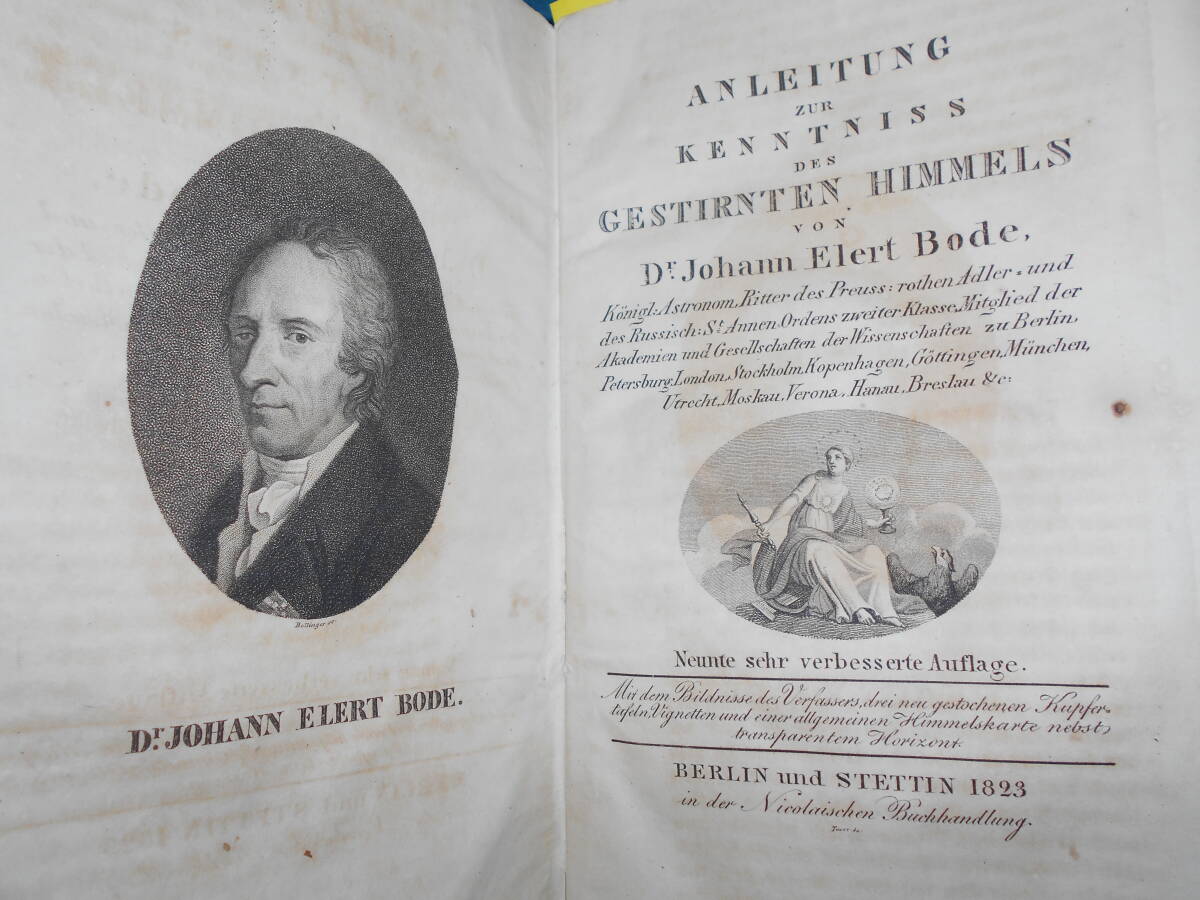 Bollinger sc.
Dr. JOHANN ELERT BODE.
ANLEITUNG
ZUR
KENNTNISS
DES
GESTIRNTEN HIMMELS
VON
Dr. Johann Elert Bode,
Königl: Astronom, Ritter des Preuss: rothen Adler= und
des Russisch: St. Annen Ordens zweiter Klasse, Mitglied der
Akademien und Gesellschaften der Wissenschaften zu Berlin,
Petersburg, London, Stockholm, Kopenhagen, Göttingen, München,
Utrecht, Moskau, Verona, Hanau, Breslau &c:
Neunte sehr verbesserte Auflage.
Mit dem Bildnisse des Verfassers, drei neu gestochenen Kupfer=
tafeln, Vignetten und einer allgemeinen Himmelskarte nebst
transparentem Horizont.
BERLIN und STETTIN 1823
in der Nicolaischen Buchhandlung.